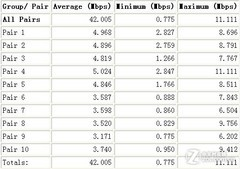 Group/ Pair Average (Mbps) Minimum (Mbps) Maximum (Mbps)
All Pairs 42.005 0.775 11.111
Pair 1 4.968 2.827 8.696
Pair 2 4.896 2.759 8.791
Pair 3 4.819 1.266 7.767
Pair 4 5.024 2.847 11.111
Pair 5 4.846 1.766 8.511
Pair 6 3.587 0.888 7.843
Pair 7 3.598 0.860 6.504
Pair 8 3.520 0.829 9.756
Pair 9 3.171 0.775 6.202
Pair 10 3.740 0.950 9.412
Totals: 42.005 0.775 11.111